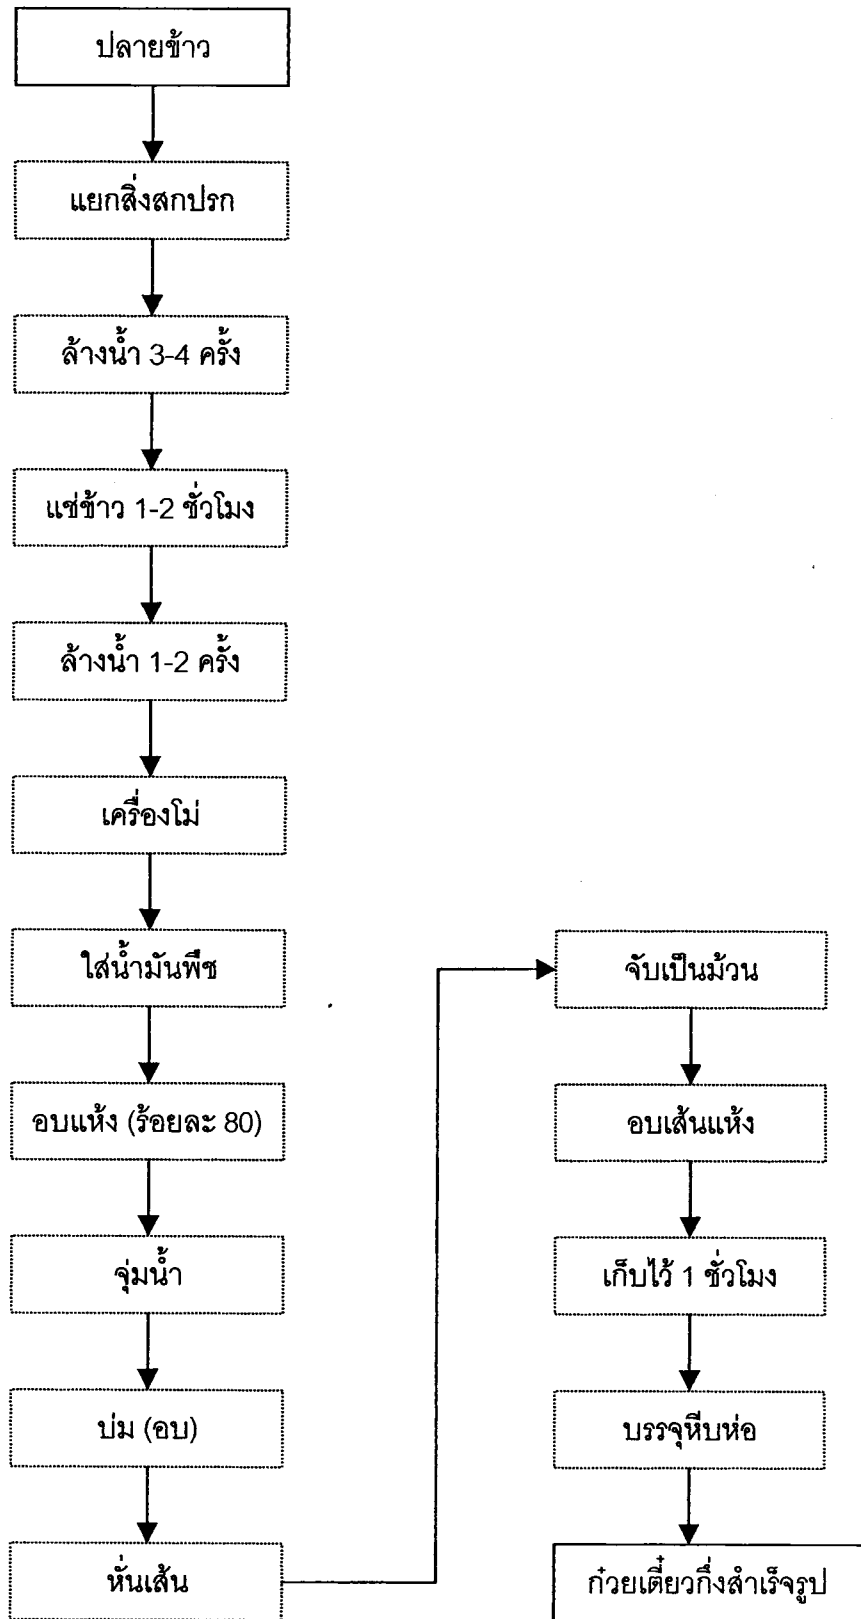 ปลายข้าว
แยกสิ่งสกปรก
ล้างน้ำ 3-4 ครั้ง
แช่ข้าว 1-2 ชั่วโมง
ล้างน้ำ 1-2 ครั้ง
เครื่องโม่
ใส่น้ำมันพืช
อบแห้ง (ร้อยละ 80)
จุ่มน้ำ
บ่ม (อบ)
หั่นเส้น
จับเป็นม้วน
อบเส้นแห้ง
เก็บไว้ 1 ชั่วโมง
บรรจุหีบห่อ
ก๋วยเตี๋ยวกึ่งสำเร็จรูป